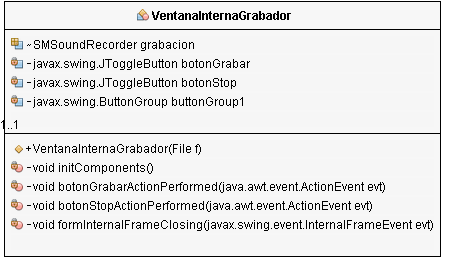 VentanaInternaGrabador
~SMSoundRecorder grabacion
-javax.swing.JToggleButton botonGrabar
-javax.swing.JToggleButton botonStop
-javax.swing.ButtonGroup buttonGroup1
1..1
+VentanaInternaGrabador(File f)
-void initComponents()
-void botonGrabarActionPerformed(java.awt.event.ActionEvent evt)
-void botonStopActionPerformed(java.awt.event.ActionEvent evt)
-void formInternalFrameClosing(javax.swing.event.InternalFrameEvent evt)